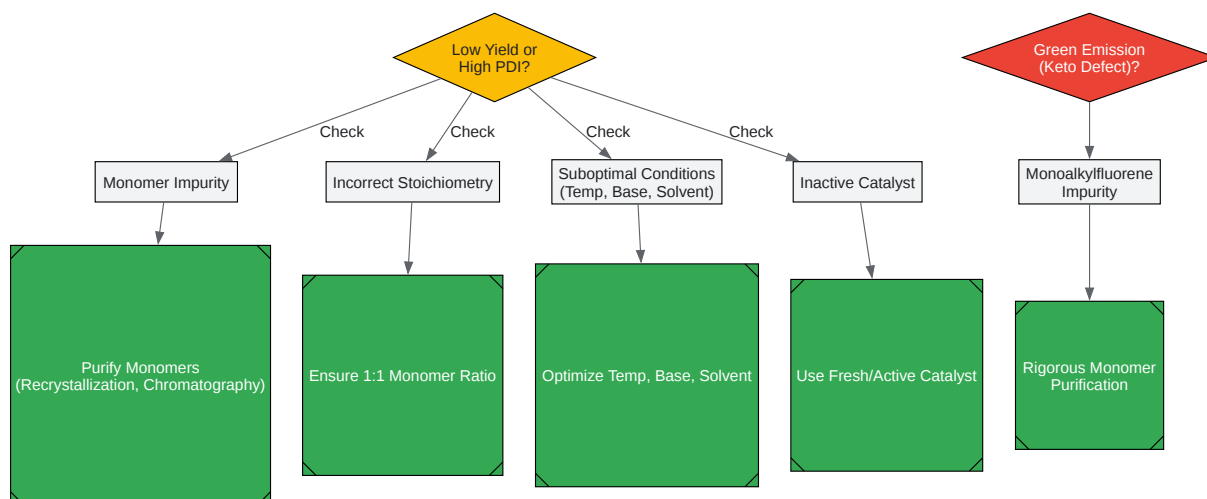 Low Yield or
High PDI?
Green Emission
(Keto Defect)?
Check
Check
Check
Check
Monomer Impurity
Incorrect Stoichiometry
Suboptimal Conditions
(Temp, Base, Solvent)
Inactive Catalyst
Monoalkylfluorene
Impurity
Purify Monomers
(Recrystallization, Chromatography)
Ensure 1:1 Monomer Ratio
Optimize Temp, Base, Solvent
Use Fresh/Active Catalyst
Rigorous Monomer
Purification